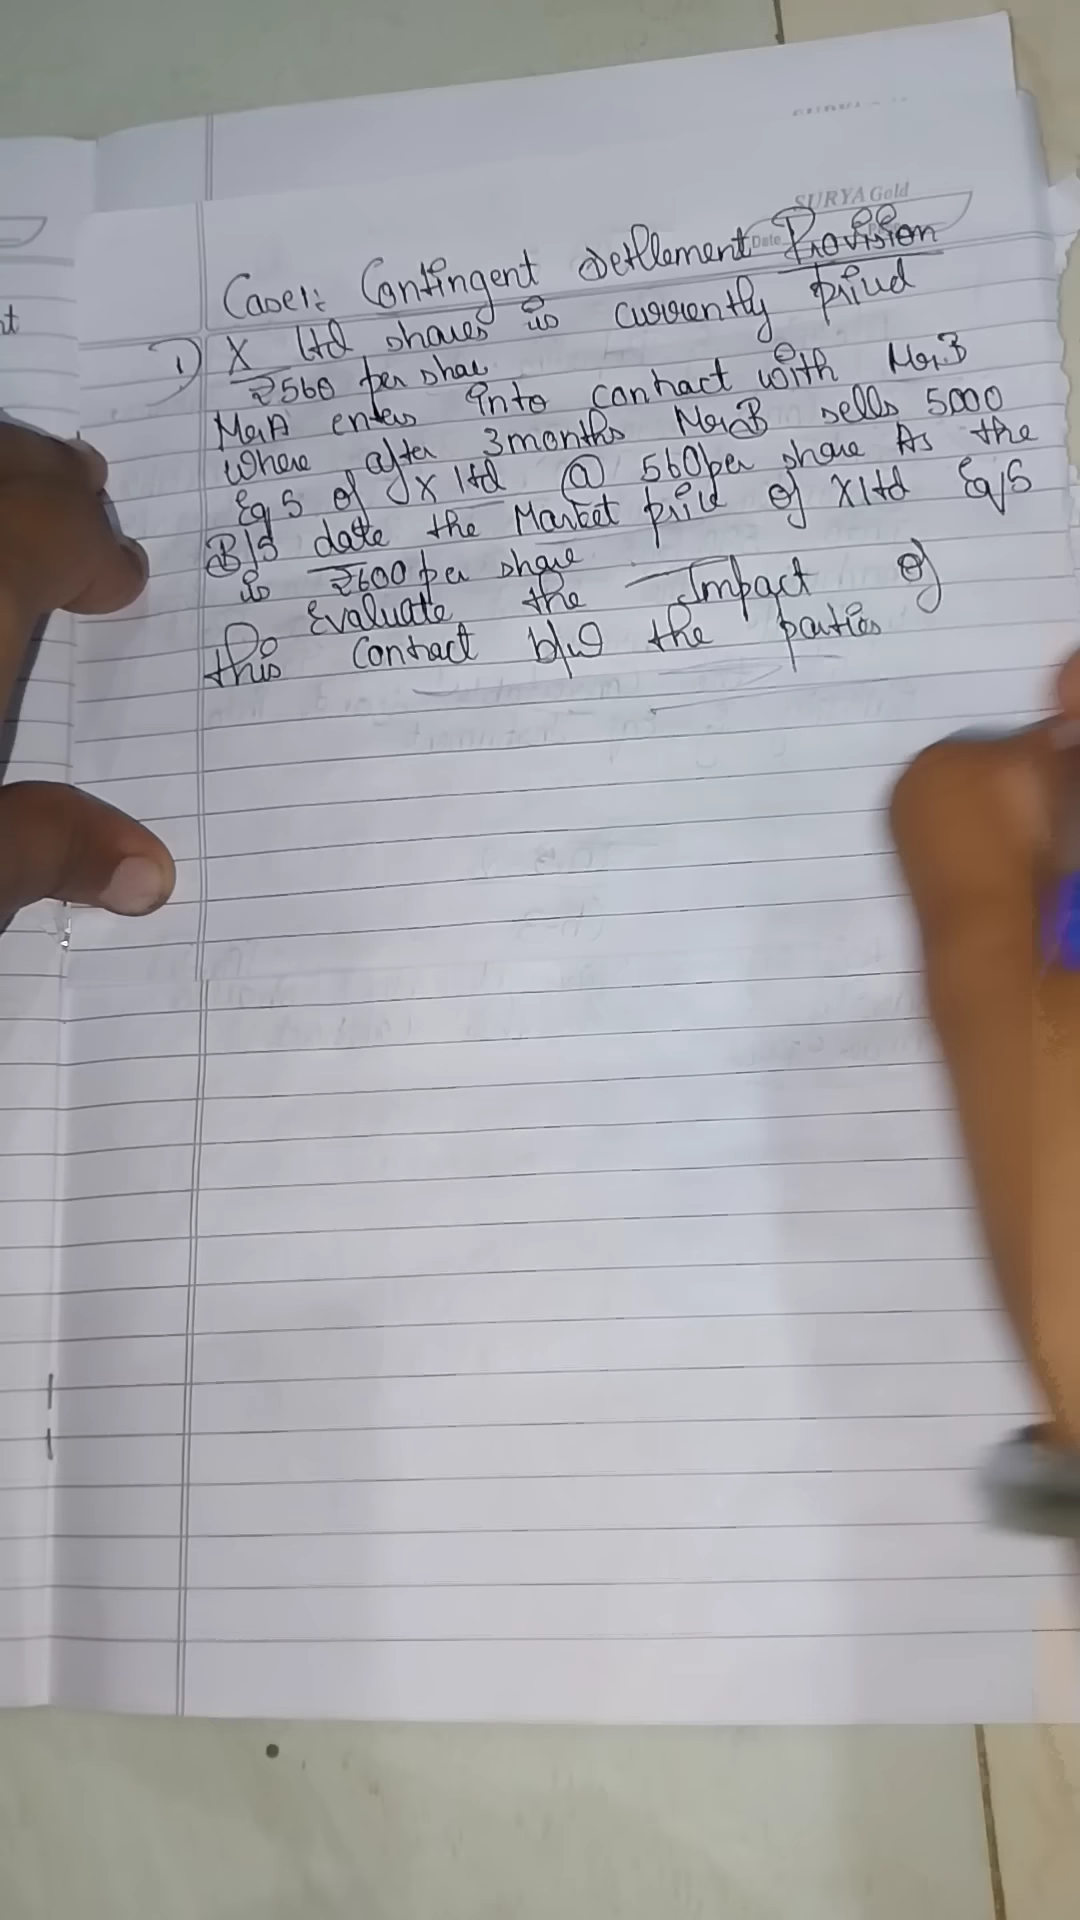 SURYA Gold
Date
Case1: Contingent Settlement Provision
1) X ltd shares is currently priced
₹560 per share
Mr.A enters into contract with Mr.B
where after 3months Mr.B sells 5000
Eq S of X ltd @ 560 per share As the
B/S date the Market price of X ltd Eq/S
is ₹600 per share
Evaluate the Impact of
this contract b/w the parties